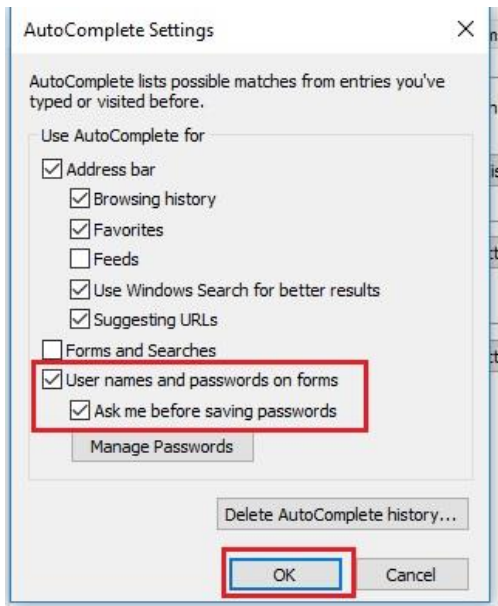 AutoComplete Settings
AutoComplete lists possible matches from entries you've
typed or visited before.
Use AutoComplete for
Address bar
Browsing history
Favorites
Feeds
Use Windows Search for better results
Suggesting URLs
Forms and Searches
User names and passwords on forms
Ask me before saving passwords
Manage Passwords
Delete AutoComplete history...
OK Cancel